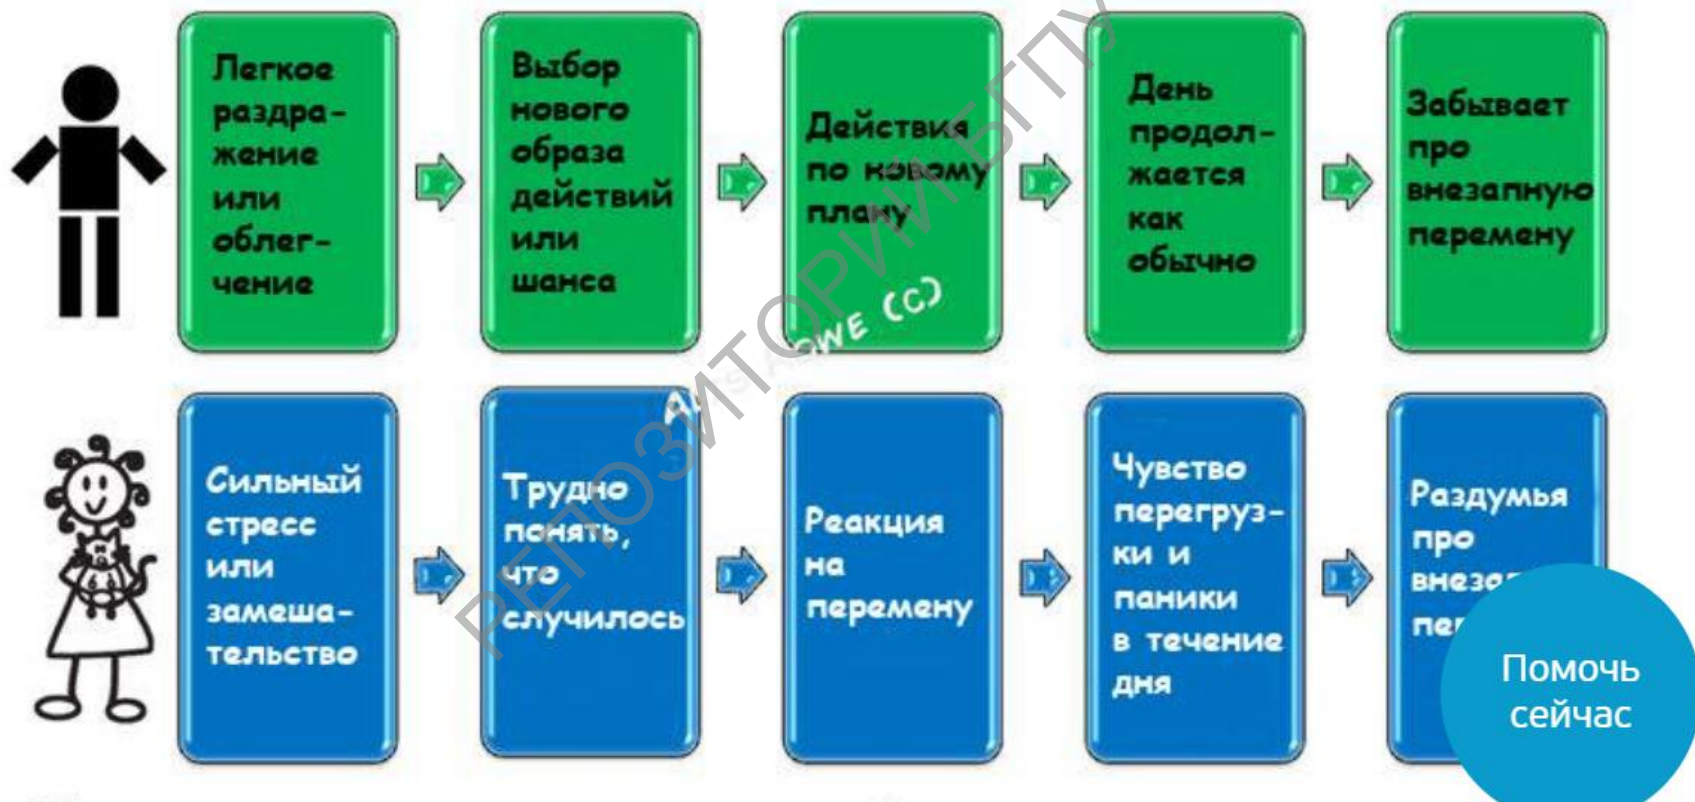 Легкое
раздра-
жение
или
облег-
чение
Выбор
нового
образа
действий
или
шанса
Действия
по новому
плану
День
продол-
жается
как
обычно
Забывает
про
внезапную
перемену
(C)
РЕПОЗИТОРИЙ БГПУ
Сильный
стресс
или
замеша-
тельство
Трудно
понять,
что
случилось
Реакция
на
перемену
Чувство
перегруз-
ки и
паники
в течение
дня
Раздумья
про
Помочь
сейчас